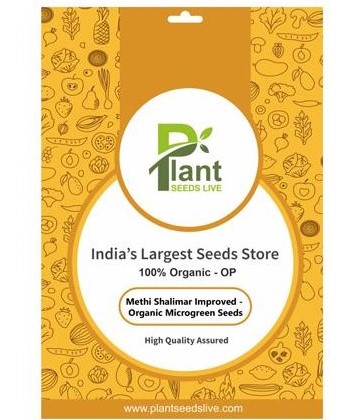 Plant
SEEDS LIVE
India's Largest Seeds Store
100% Organic - OP
Methi Shalimar Improved -
Organic Microgreen Seeds
High Quality Assured
www.plantseedslive.com